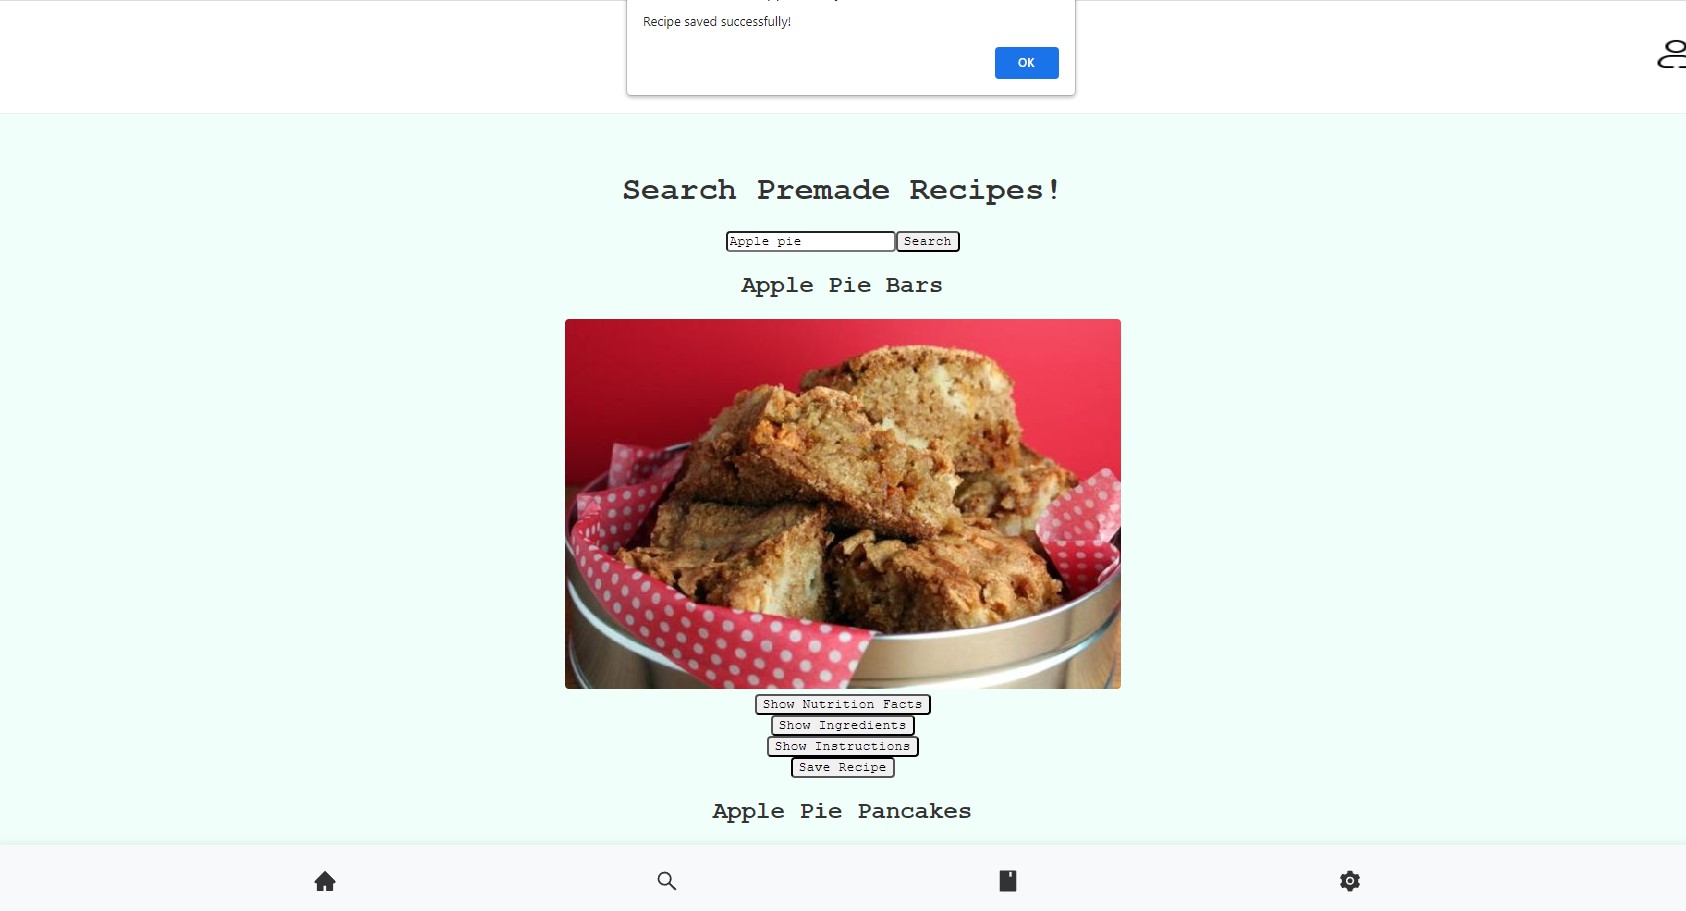 Recipe saved successfully!
OK
Search Premade Recipes!
Apple pie
Search
Apple Pie Bars
Show Nutrition Facts
Show Ingredients
Show Instructions
Save Recipe
Apple Pie Pancakes